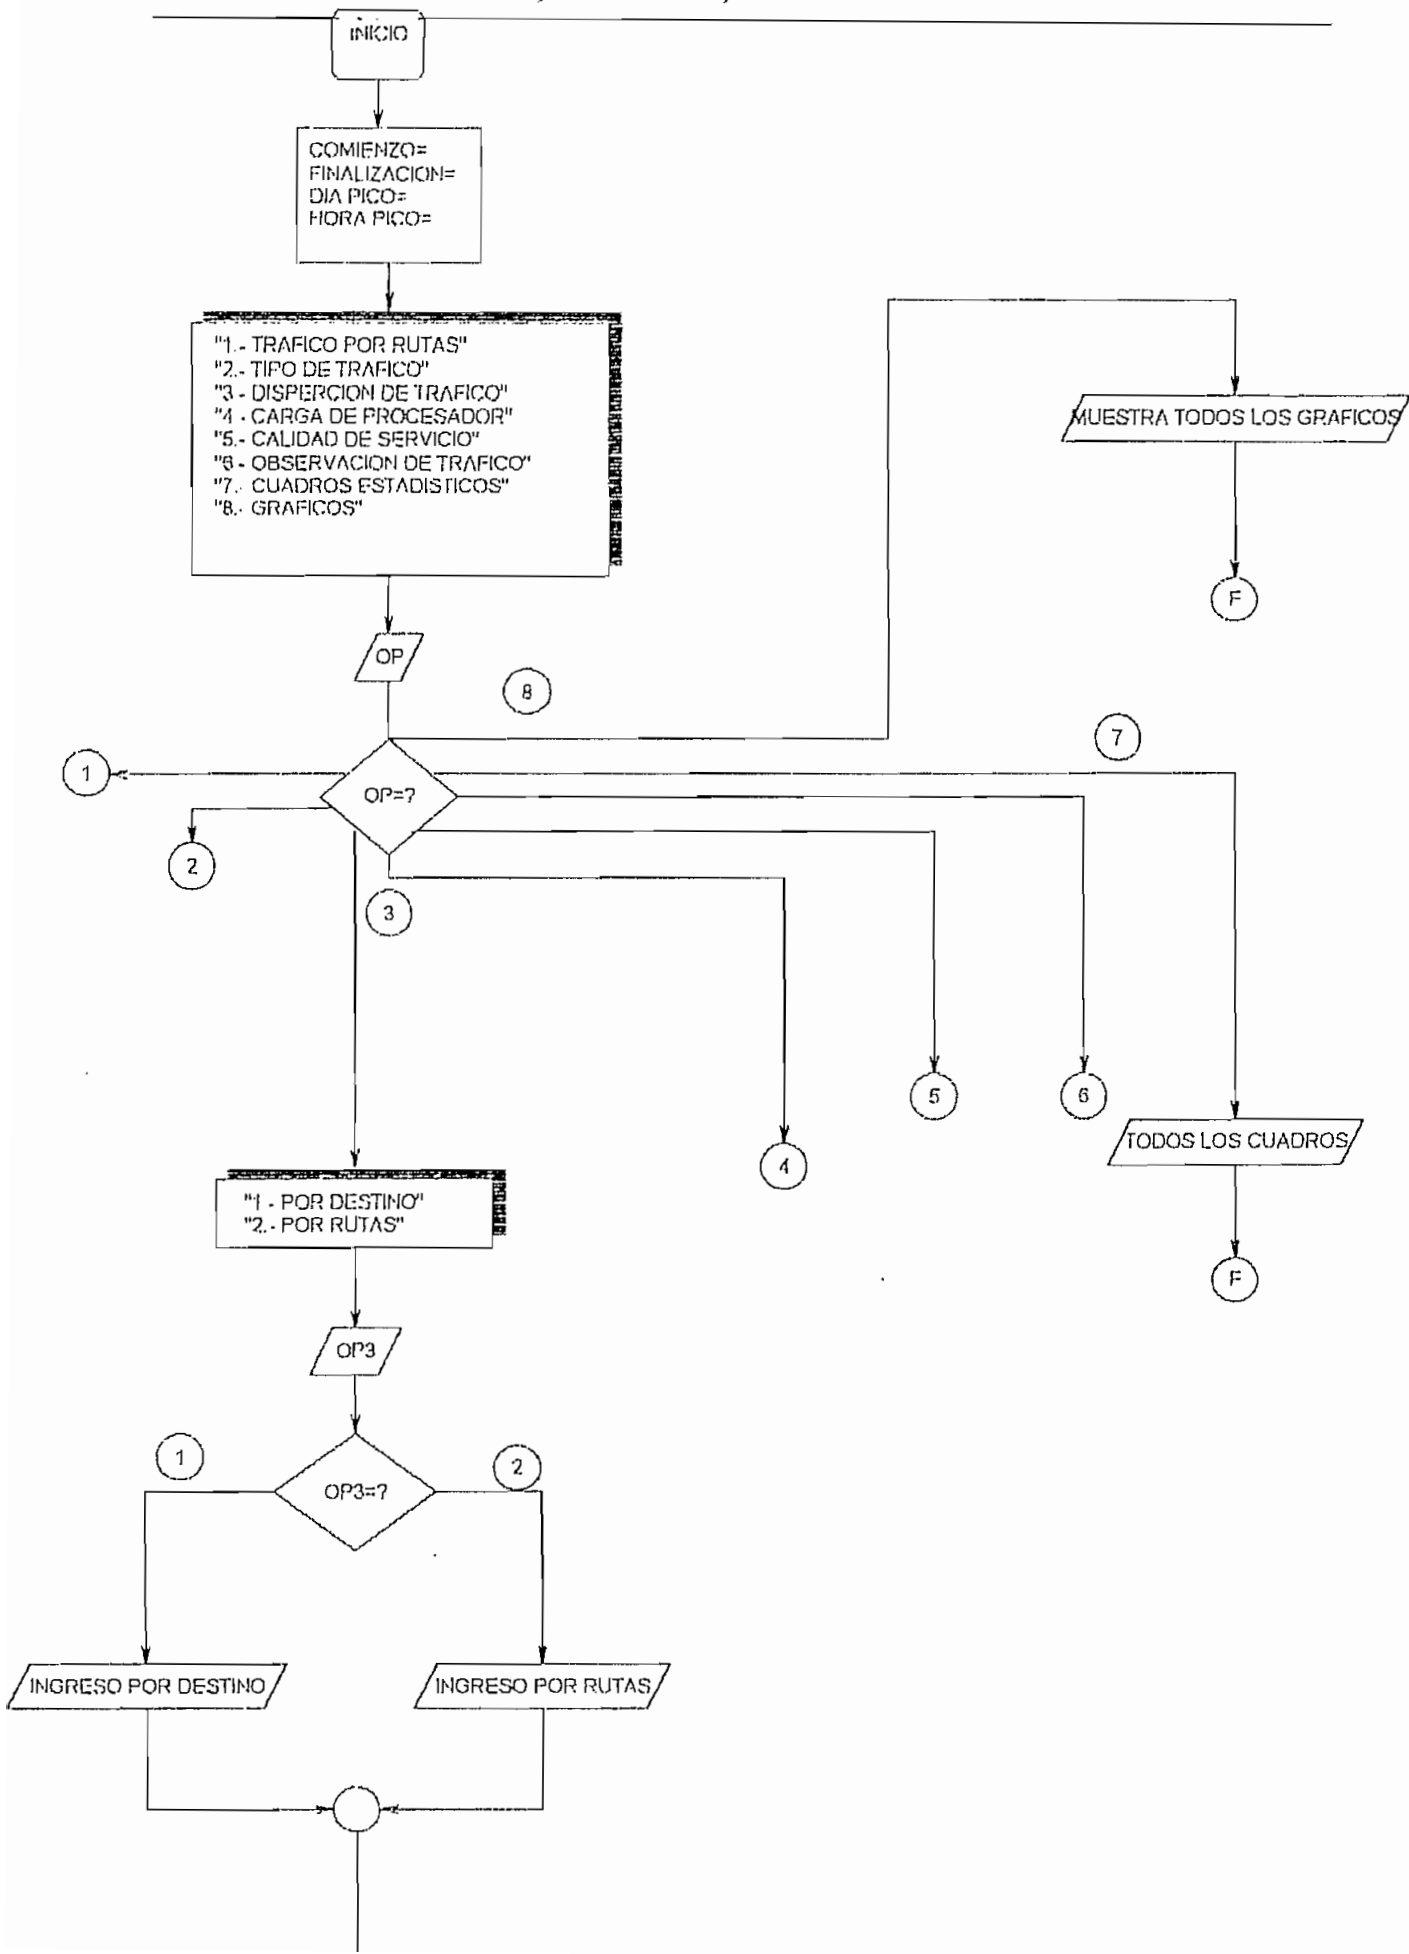 INICIO
COMIENZO=
FINALIZACION=
DIA PICO=
HORA PICO=
"1.- TRAFICO POR RUTAS"
"2.- TIPO DE TRAFICO"
"3 - DISPERCION DE TRAFICO"
"4 - CARGA DE PROCESADOR"
"5.- CALIDAD DE SERVICIO"
"6 - OBSERVACION DE TRAFICO"
"7.- CUADROS ESTADISTICOS"
"8.- GRAFICOS"
MUESTRA TODOS LOS GRAFICOS
F
OP
8
7
1
OP=?
2
3
5
6
4
TODOS LOS CUADROS
F
"1 - POR DESTINO"
"2.- POR RUTAS"
OP3
1
2
OP3=?
INGRESO POR DESTINO
INGRESO POR RUTAS